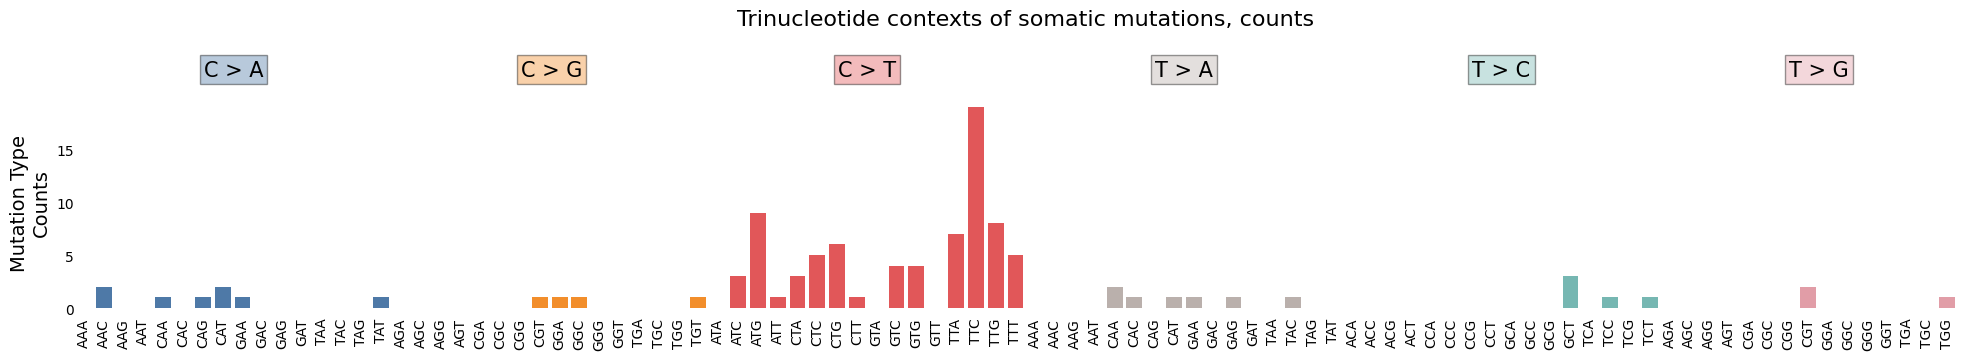 Trinucleotide contexts of somatic mutations, counts
C > A C > G C > T T > A T > C T > G
Mutation Type
Counts
15
10
5
0
AAA AAC AAG AAT CAA CAC CAG CAT GAA GAC GAG GAT TAA TAC TAG TAT AGA AGC AGG AGT CGA CGC CGG CGT GGA GGC GGG GGT TGA TGC TGG TGT ATA ATC ATG ATT CTA CTC CTG CTT GTA GTC GTG GTT TTA TTC TTG TTT AAA AAC AAG AAT CAA CAC CAG CAT GAA GAC GAG GAT TAA TAC TAG TAT ACA ACC ACG ACT CCA CCC CCG CCT GCA GCC GCG GCT TCA TCC TCG TCT AGA AGC AGG AGT CGA CGC CGG CGT GGA GGC GGG GGT TGA TGC TGG